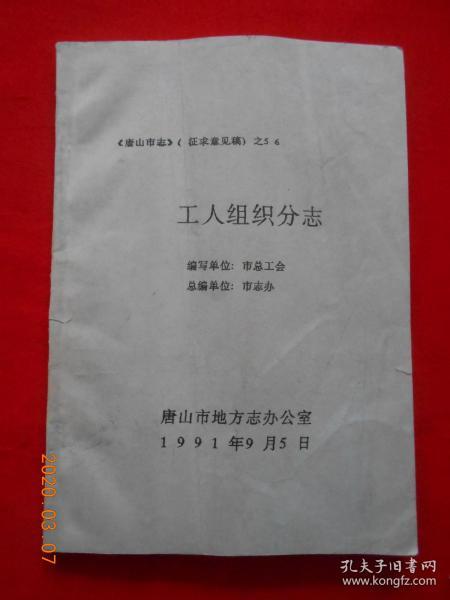 《唐山市志》(征求意见稿)之56
工人组织分志
编写单位:市总工会
总编单位:市志办
唐山市地方志办公室
1991年9月5日
2020.03.07
孔夫子旧书网
www.kongfz.com